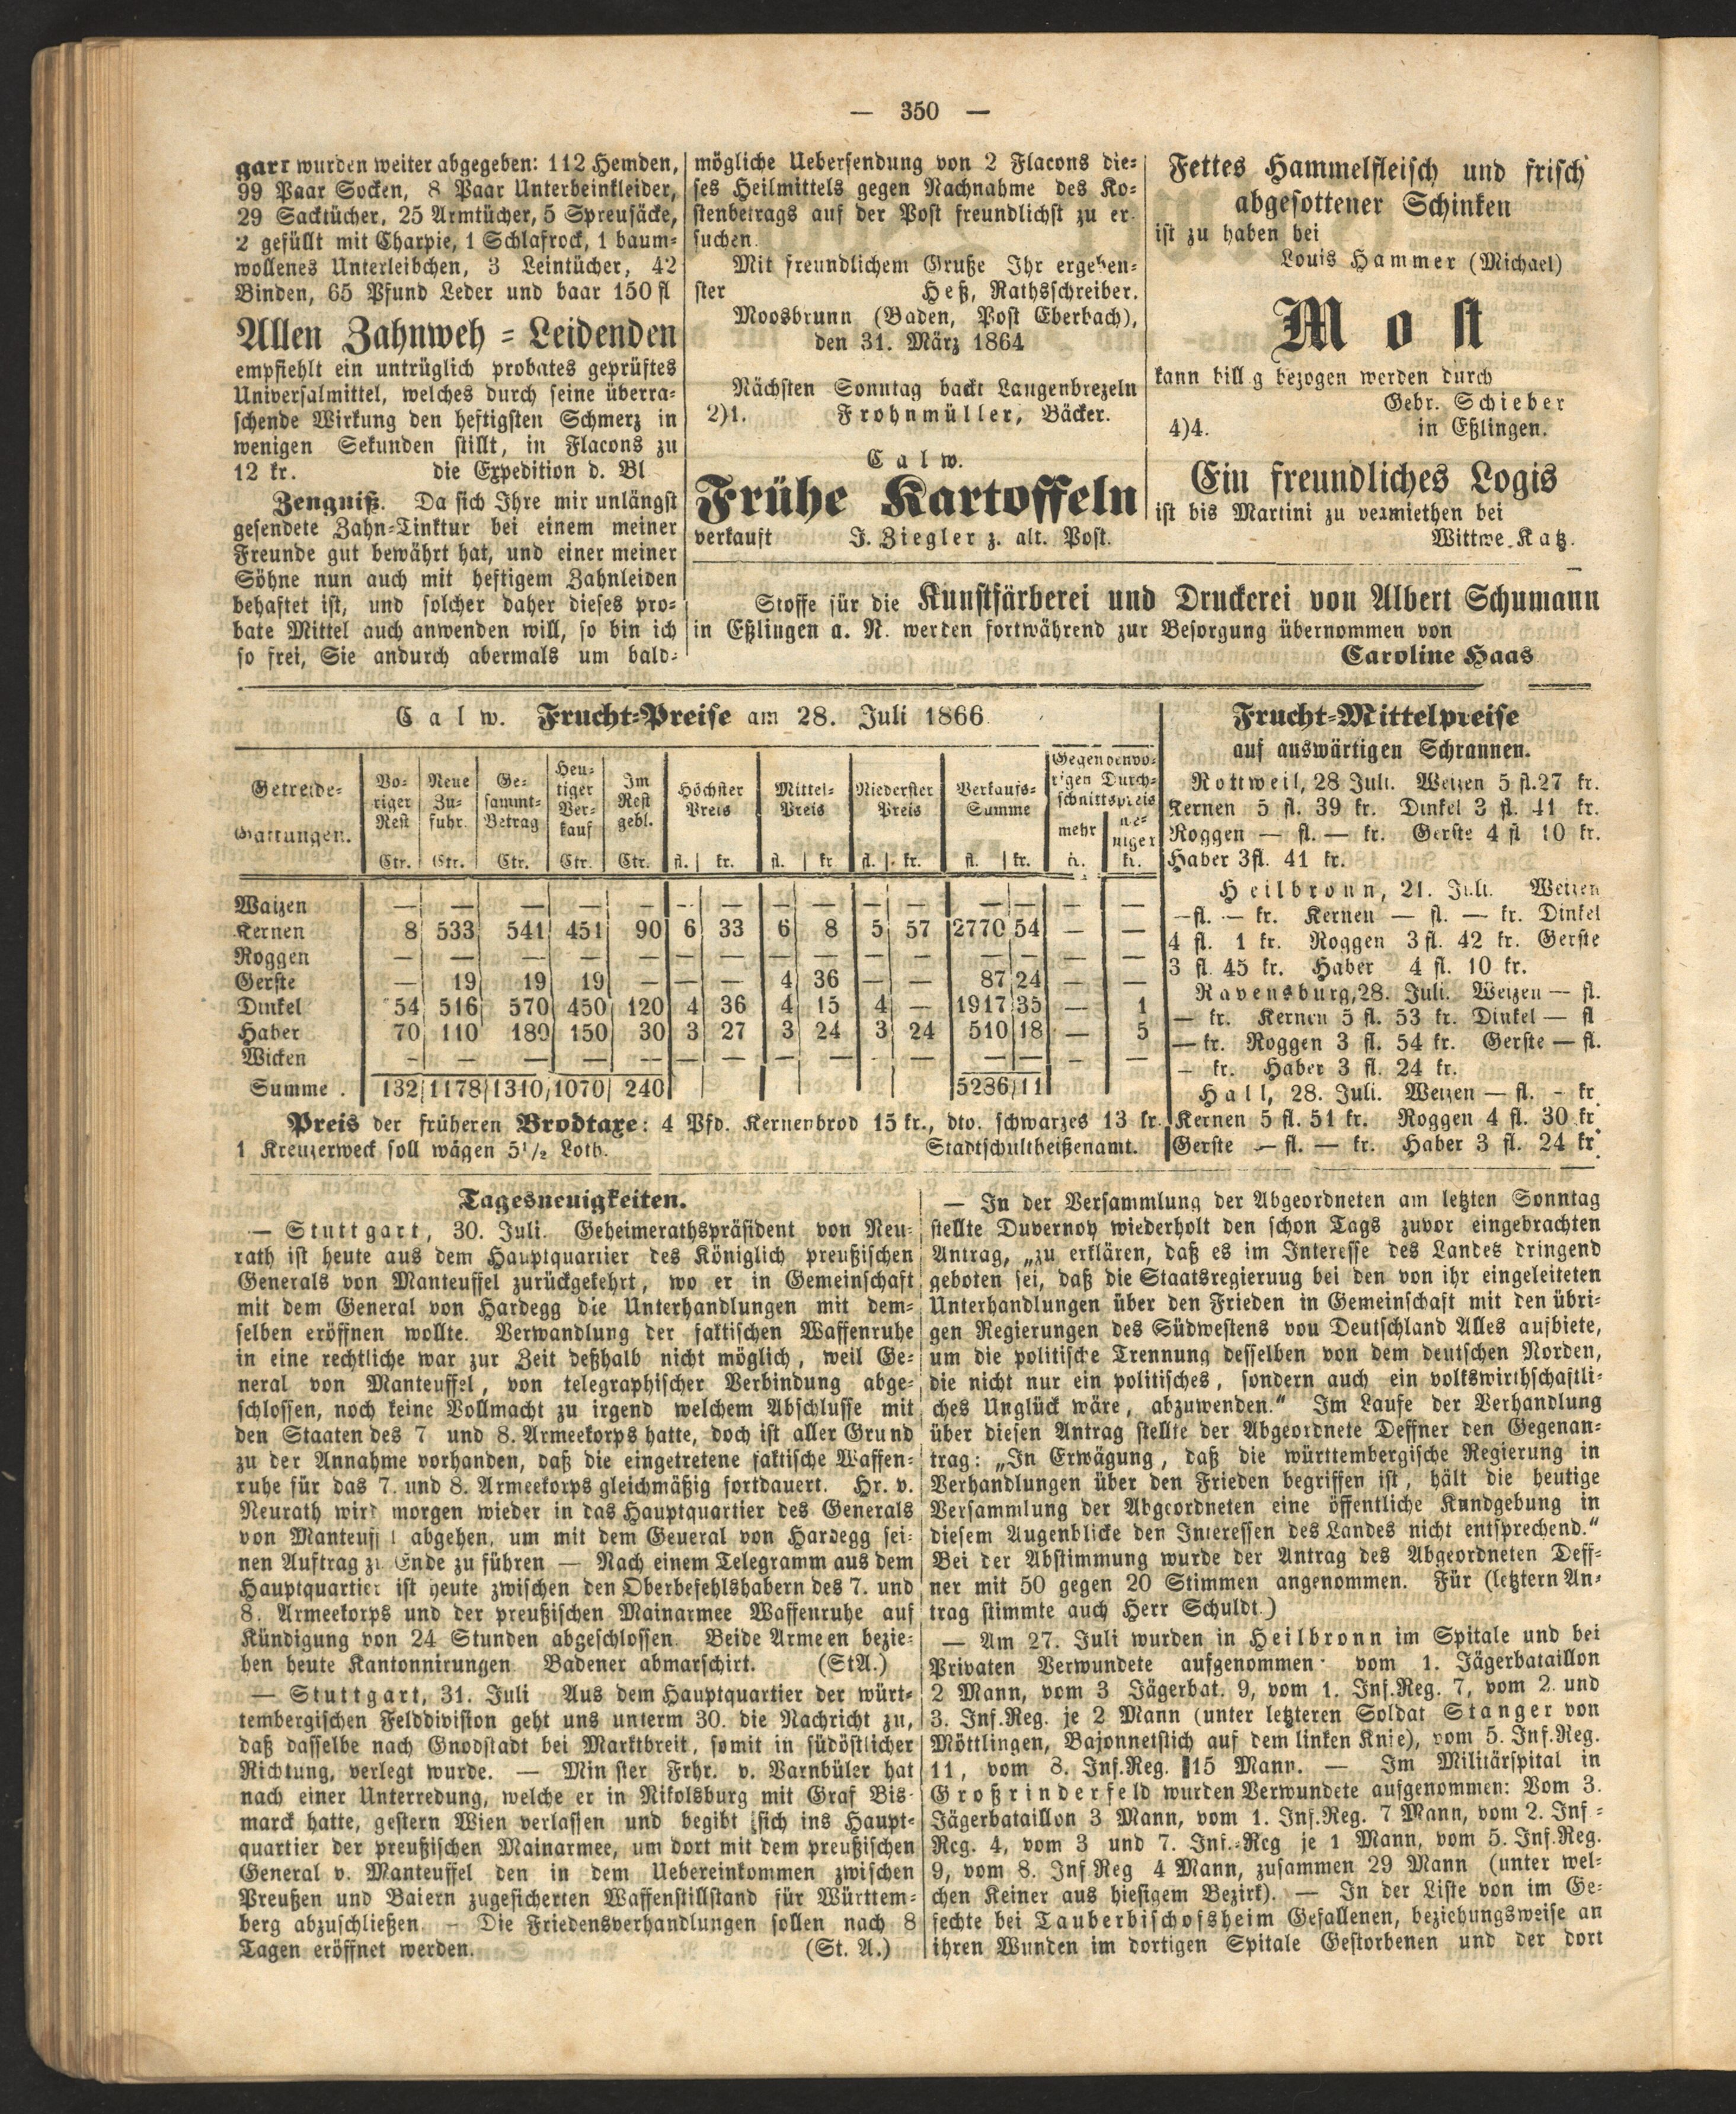 — 350 —
garr wurden weiter abgegeben: 112 Hemden,
99 Paar Socken, 8 Paar Unterbeinkleider,
29 Sacktücher, 25 Armtücher, 5 Spreusäcke,
2 gefüllt mit Charpie, 1 Schlafrock, 1 baum-
wollenes Unterleibchen, 3 Leintücher, 42
Binden, 65 Pfund Leder und baar 150 fl
Allen Zahnweh-Leidenden
empfiehlt ein untrüglich probates geprüftes
Universalmittel, welches durch seine überra-
schende Wirkung den heftigsten Schmerz in
wenigen Sekunden stillt, in Flacons zu
12 kr. die Expedition d. Bl
Zengniß. Da sich Ihre mir unlängst
gesendete Zahn-Tinktur bei einem meiner
Freunde gut bewährt hat, und einer meiner
Söhne nun auch mit heftigem Zahnleiden
behaftet ist, und solcher daher dieses pro-
bate Mittel auch anwenden will, so bin ich
so frei, Sie andurch abermals um bald-
mögliche Uebersendung von 2 Flacons die-
ses Heilmittels gegen Nachnahme des Ko-
stenbetrags auf der Post freundlichst zu er-
suchen.
Mit freundlichem Gruße Ihr ergeben-
ster Heß, Rathsschreiber.
Moosbrunn (Baden, Post Eberbach),
den 31. März 1864
Nächsten Sonntag backt Laugenbrezeln
2)1. Frohnmüller, Bäcker.
Calw.
Frühe Kartoffeln
verkauft J. Ziegler z. alt. Post.
Fettes Hammelfleisch und frisch
abgesottener Schinken
ist zu haben bei
Louis Hammer (Michael)
Most
kann bill g bezogen werden durch
Gebr. Schieber
4)4. in Eßlingen.
Ein freundliches Logis
ist bis Martini zu vermiethen bei
Wittwe Katz.
Stoffe für die Kunstfärberei und Druckerei von Albert Schumann
in Eßlingen a. N. werden fortwährend zur Besorgung übernommen von
Caroline Haas
Calw. Frucht-Preise am 28. Juli 1866
Getreide-Gattungen. | Voriger Rest Ctr. | Neue Zufuhr. Ctr. | Gesammt-Betrag Ctr. | Heutiger Verkauf Ctr. | Im Rest gebl. Ctr. | Höchster Preis fl. kr. | Mittel-Preis fl. kr | Niederster Preis fl. kr. | Verkaufs-Summe fl. kr. | Gegen den vorigen Durchschnittspreis mehr kr. weniger kr.
Waizen — — — — — — — — — — — — — — —
Kernen 8 533 541 451 90 6 33 6 8 5 57 2770 54 — —
Roggen — — — — — — — — — — — — — — —
Gerste — 19 19 19 — — — 4 36 — — 87 24 — —
Dinkel 54 516 570 450 120 4 36 4 15 4 — 1917 35 — 1
Haber 70 110 189 150 30 3 27 3 24 3 24 510 18 — 5
Wicken — — — — — — — — — — — — — — —
Summe . 132 1178 1310 1070 240 5286 11
Preis der früheren Brodtaxe: 4 Pfd. Kernenbrod 15 kr., dto. schwarzes 13 kr.
1 Kreuzerweck soll wägen 5 1/2 Loth. Stadtschultheißenamt.
Frucht-Mittelpreise
auf auswärtigen Schrannen.
Rottweil, 28 Juli. Weizen 5 fl. 27 kr.
Kernen 5 fl. 39 kr. Dinkel 3 fl. 41 kr.
Roggen — fl. — kr. Gerste 4 fl 10 kr.
Haber 3 fl. 41 kr.
Heilbronn, 21. Juli. Weizen
— fl. — kr. Kernen — fl. — kr. Dinkel
4 fl. 1 kr. Roggen 3 fl. 42 kr. Gerste
3 fl. 45 kr. Haber 4 fl. 10 kr.
Ravensburg, 28. Juli. Weizen — fl.
— kr. Kernen 5 fl. 53 kr. Dinkel — fl
— kr. Roggen 3 fl. 54 kr. Gerste — fl.
— kr. Haber 3 fl. 24 kr.
Hall, 28. Juli. Weizen — fl. - kr
Kernen 5 fl. 51 kr. Roggen 4 fl. 30 kr
Gerste — fl. — kr. Haber 3 fl. 24 kr.
Tagesneuigkeiten.
— Stuttgart, 30. Juli. Geheimerathspräsident von Neu-
rath ist heute aus dem Hauptquartier des Königlich preußischen
Generals von Manteuffel zurückgekehrt, wo er in Gemeinschaft
mit dem General von Hardegg die Unterhandlungen mit dem-
selben eröffnen wollte. Verwandlung der faktischen Waffenruhe
in eine rechtliche war zur Zeit deßhalb nicht möglich, weil Ge-
neral von Manteuffel, von telegraphischer Verbindung abge-
schlossen, noch keine Vollmacht zu irgend welchem Abschlusse mit
den Staaten des 7. und 8. Armeekorps hatte, doch ist aller Grund
zu der Annahme vorhanden, daß die eingetretene faktische Waffen-
ruhe für das 7. und 8. Armeekorps gleichmäßig fortdauert. Hr. v.
Neurath wird morgen wieder in das Hauptquartier des Generals
von Manteuf l abgehen, um mit dem General von Hardegg sei-
nen Auftrag zu Ende zu führen — Nach einem Telegramm aus dem
Hauptquartier ist heute zwischen den Oberbefehlshabern des 7. und
8. Armeekorps und der preußischen Mainarmee Waffenruhe auf
Kündigung von 24 Stunden abgeschlossen. Beide Armeen bezie-
hen heute Kantonnirungen. Badener abmarschirt. (StA.)
— Stuttgart, 31. Juli Aus dem Hauptquartier der würt-
tembergischen Felddivision geht uns unterm 30. die Nachricht zu,
daß dasselbe nach Gnodstadt bei Marktbreit, somit in südöstlicher
Richtung, verlegt wurde. — Min ster Frhr. v. Varnbüler hat
nach einer Unterredung, welche er in Nikolsburg mit Graf Bis-
marck hatte, gestern Wien verlassen und begibt sich ins Haupt-
quartier der preußischen Mainarmee, um dort mit dem preußischen
General v. Manteuffel den in dem Uebereinkommen zwischen
Preußen und Baiern zugesicherten Waffenstillstand für Württem-
berg abzuschließen. — Die Friedensverhandlungen sollen nach 8
Tagen eröffnet werden. (St. A.)
— In der Versammlung der Abgeordneten am letzten Sonntag
stellte Duvernoy wiederholt den schon Tags zuvor eingebrachten
Antrag, „zu erklären, daß es im Interesse des Landes dringend
geboten sei, daß die Staatsregierung bei den von ihr eingeleiteten
Unterhandlungen über den Frieden in Gemeinschaft mit den übri-
gen Regierungen des Südwestens von Deutschland Alles aufbiete,
um die politische Trennung desselben von dem deutschen Norden,
die nicht nur ein politisches, sondern auch ein volkswirthschaftli-
ches Unglück wäre, abzuwenden.“ Im Laufe der Verhandlung
über diesen Antrag stellte der Abgeordnete Deffner den Gegenan-
trag: „In Erwägung, daß die württembergische Regierung in
Verhandlungen über den Frieden begriffen ist, hält die heutige
Versammlung der Abgeordneten eine öffentliche Kundgebung in
diesem Augenblicke den Interessen des Landes nicht entsprechend.“
Bei der Abstimmung wurde der Antrag des Abgeordneten Deff-
ner mit 50 gegen 20 Stimmen angenommen. Für (letztern An-
trag stimmte auch Herr Schuldt.)
— Am 27. Juli wurden in Heilbronn im Spitale und bei
Privaten Verwundete aufgenommen: vom 1. Jägerbataillon
2 Mann, vom 3 Jägerbat. 9, vom 1. Inf.Reg. 7, vom 2. und
3. Inf.Reg. je 2 Mann (unter letzteren Soldat Stanger von
Möttlingen, Bajonnetstich auf dem linken Knie), vom 5. Inf.Reg.
11, vom 8. Inf.Reg. 15 Mann. — Im Militärspital in
Großrinderfeld wurden Verwundete aufgenommen: Vom 3.
Jägerbataillon 3 Mann, vom 1. Inf.Reg. 7 Mann, vom 2. Inf-
Reg. 4, vom 3 und 7. Inf.-Reg je 1 Mann, vom 5. Inf.Reg.
9, vom 8. Inf Reg 4 Mann, zusammen 29 Mann (unter wel-
chen Keiner aus hiesigem Bezirk). — In der Liste von im Ge-
fechte bei Tauberbischofsheim Gefallenen, beziehungsweise an
ihren Wunden im dortigen Spitale Gestorbenen und der dort